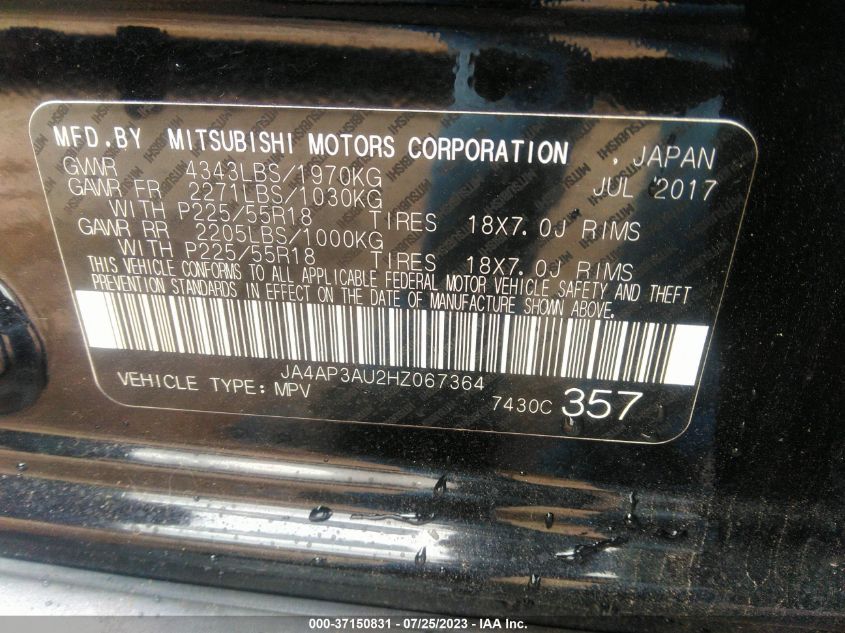 MFD.BY MITSUBISHI MOTORS CORPORATION , JAPAN
GVWR 4343LBS/1970KG JUL 2017
GAWR FR 2271LBS/1030KG
WITH P225/55R18 TIRES 18X7.0J RIMS
GAWR RR 2205LBS/1000KG
WITH P225/55R18 TIRES 18X7.0J RIMS
THIS VEHICLE CONFORMS TO ALL APPLICABLE FEDERAL MOTOR VEHICLE SAFETY AND THEFT
PREVENTION STANDARDS IN EFFECT ON THE DATE OF MANUFACTURE SHOWN ABOVE.
JA4AP3AU2HZ067364
VEHICLE TYPE: MPV 7430C 357
000-37150831 / 07/25/2023 - © IAA Inc.